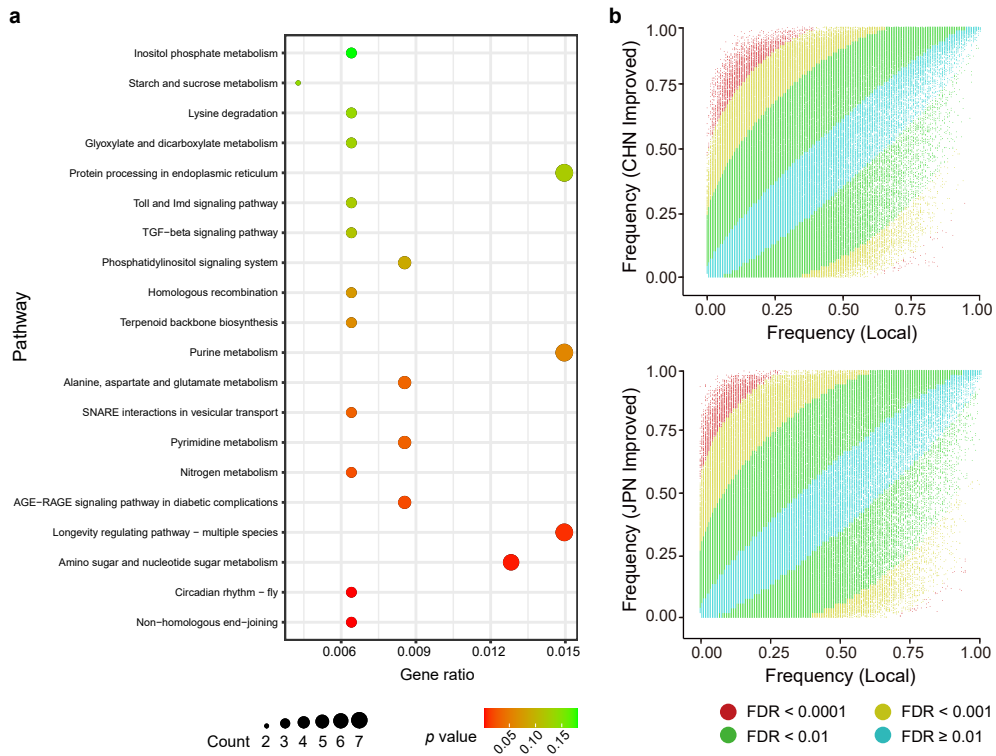 a
Pathway
Inositol phosphate metabolism
Starch and sucrose metabolism
Lysine degradation
Glyoxylate and dicarboxylate metabolism
Protein processing in endoplasmic reticulum
Toll and Imd signaling pathway
TGF−beta signaling pathway
Phosphatidylinositol signaling system
Homologous recombination
Terpenoid backbone biosynthesis
Purine metabolism
Alanine, aspartate and glutamate metabolism
SNARE interactions in vesicular transport
Pyrimidine metabolism
Nitrogen metabolism
AGE−RAGE signaling pathway in diabetic complications
Longevity regulating pathway − multiple species
Amino sugar and nucleotide sugar metabolism
Circadian rhythm − fly
Non−homologous end−joining
0.006 0.009 0.012 0.015
Gene ratio
Count 2 3 4 5 6 7
p value 0.05 0.10 0.15
b
Frequency (CHN Improved)
1.00
0.75
0.50
0.25
0.00
0.00 0.25 0.50 0.75 1.00
Frequency (Local)
Frequency (JPN Improved)
1.00
0.75
0.50
0.25
0.00
0.00 0.25 0.50 0.75 1.00
Frequency (Local)
FDR < 0.0001 FDR < 0.001
FDR < 0.01 FDR ≥ 0.01